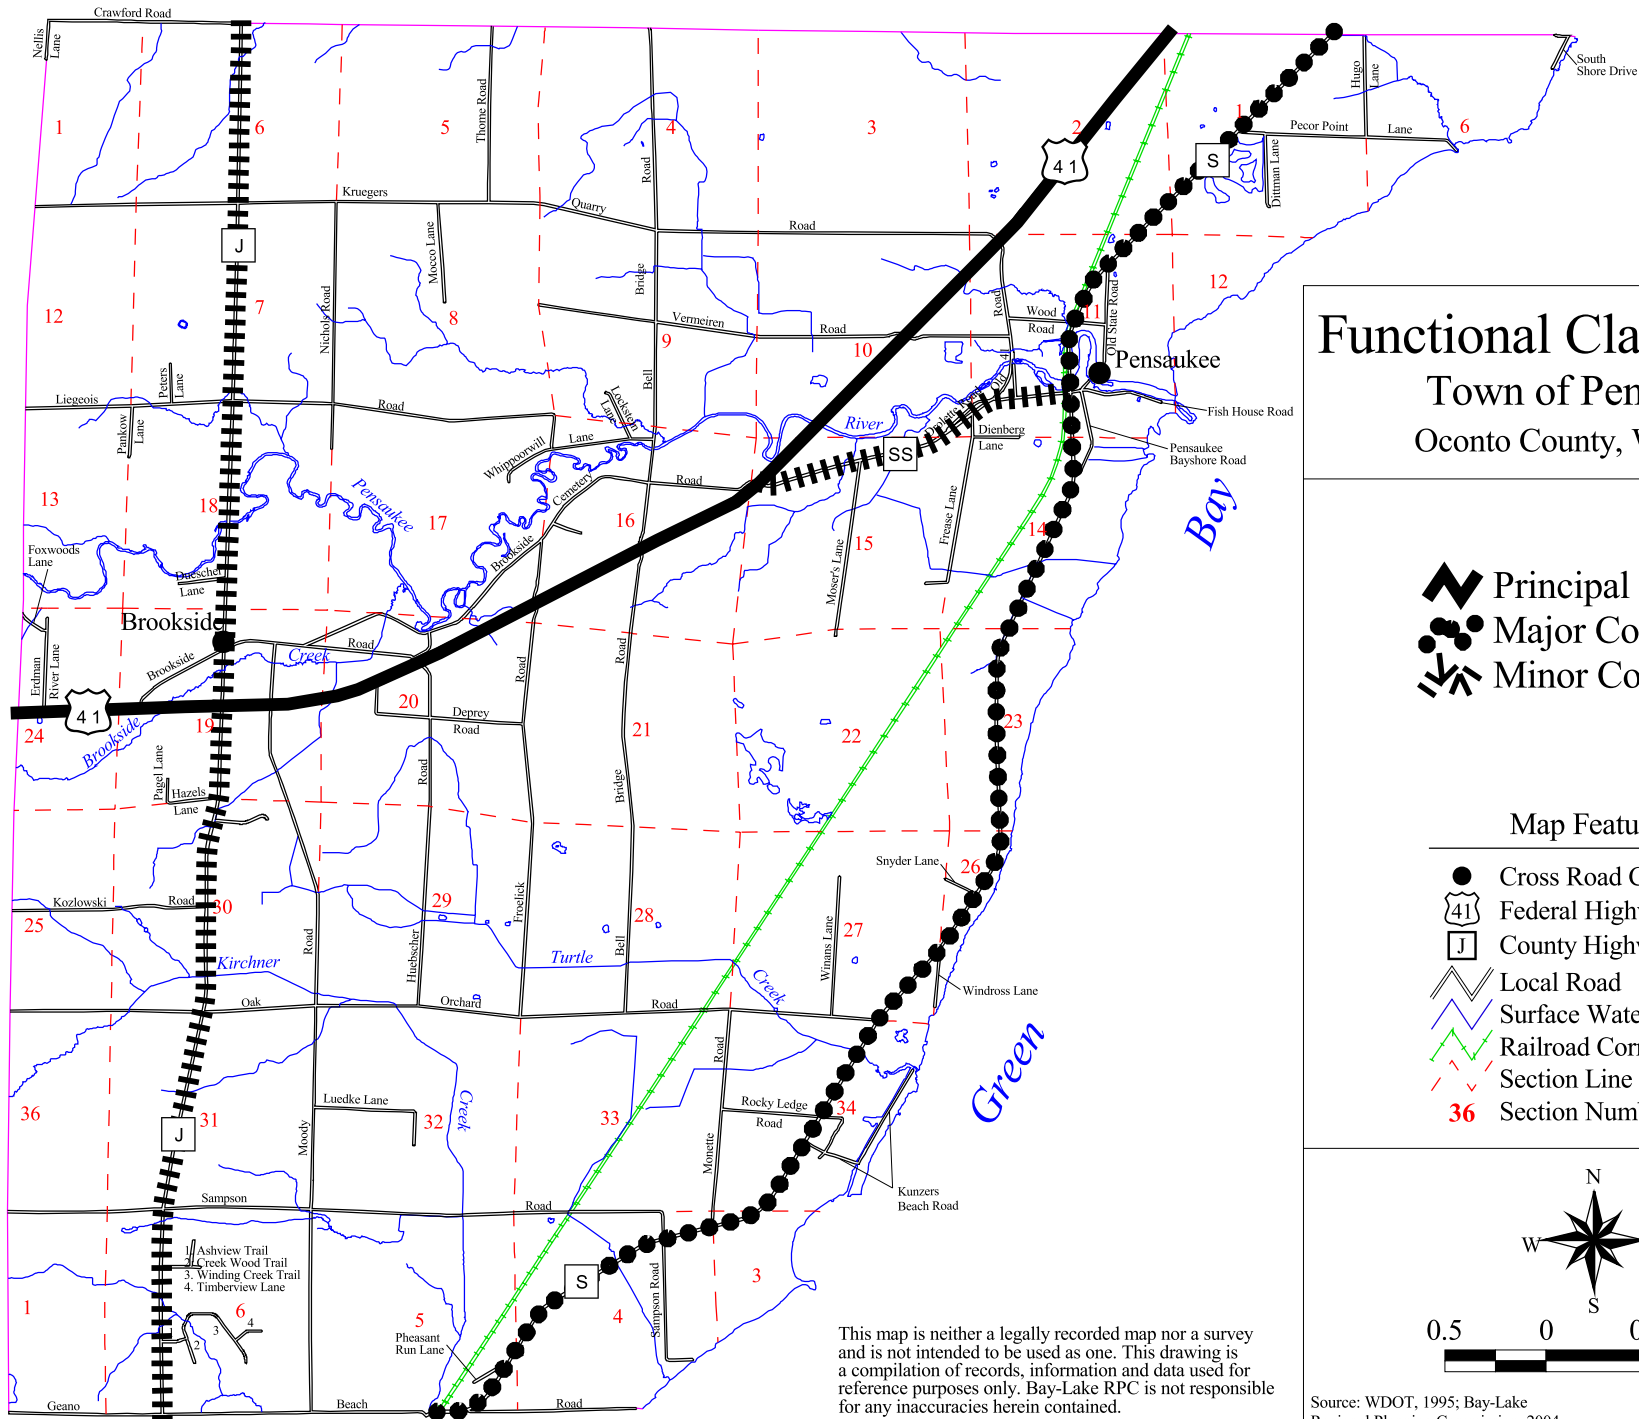 Crawford Road
Nellis
Lane
South
Shore Drive
Hugo
Lane
Thorne Road
1
6
5
4
3
2
1
6
Pecor Point
Lane
Road
41
S
Dittman Lane
Kruegers
Quarry
Road
J
Mocco Lane
Bridge
12
7
Nichols Road
8
9
Vermeiren
Road
10
Road
Wood
Road
11
Old State Road
12
Old 41
Pensaukee
Peters
Lane
Liegeois
Road
Bell
Lockstein
Lane
Pankow
Lane
Whippoorwill
Lane
River
Drolette Road
Dienberg
Lane
Fish House Road
Pensaukee
Bayshore Road
SS
13
18
Pensaukee
17
Cemetery
Road
16
15
Frease Lane
14
Bay
Foxwoods
Lane
Duescher
Lane
Brookside
Moser's Lane
Brookside
Erdman
River Lane
Brookside
Road
Creek
Road
Road
41
24
Brookside
19
20
Deprey
Road
21
22
23
Pagel Lane
Hazels
Lane
Road
Bridge
Snyder Lane
26
Kozlowski
Road
30
25
29
Froelick
28
27
Winans Lane
Road
Huebscher
Bell
Kirchner
Turtle
Creek
Windross Lane
Oak
Orchard
Road
Green
Road
36
31
J
Luedke Lane
32
Creek
33
Rocky Ledge
Road
34
Moody
Monette
Kunzers
Beach Road
Sampson
Road
1. Ashview Trail
2. Creek Wood Trail
3. Winding Creek Trail
4. Timberview Lane
1
6
5
S
4
3
Sampson Road
1
2
3
4
Pheasant
Run Lane
Geano
Beach
Road
This map is neither a legally recorded map nor a survey
and is not intended to be used as one. This drawing is
a compilation of records, information and data used for
reference purposes only. Bay-Lake RPC is not responsible
for any inaccuracies herein contained.
Functional Cla
Town of Pen
Oconto County, W
Principal
Major Co
Minor Co
Map Featu
Cross Road C
41 Federal High
J County High
Local Road
Surface Wate
Railroad Corr
Section Line
36 Section Num
N
W
S
0.5 0 0
Source: WDOT, 1995; Bay-Lake
Regional Planning Commission, 2004